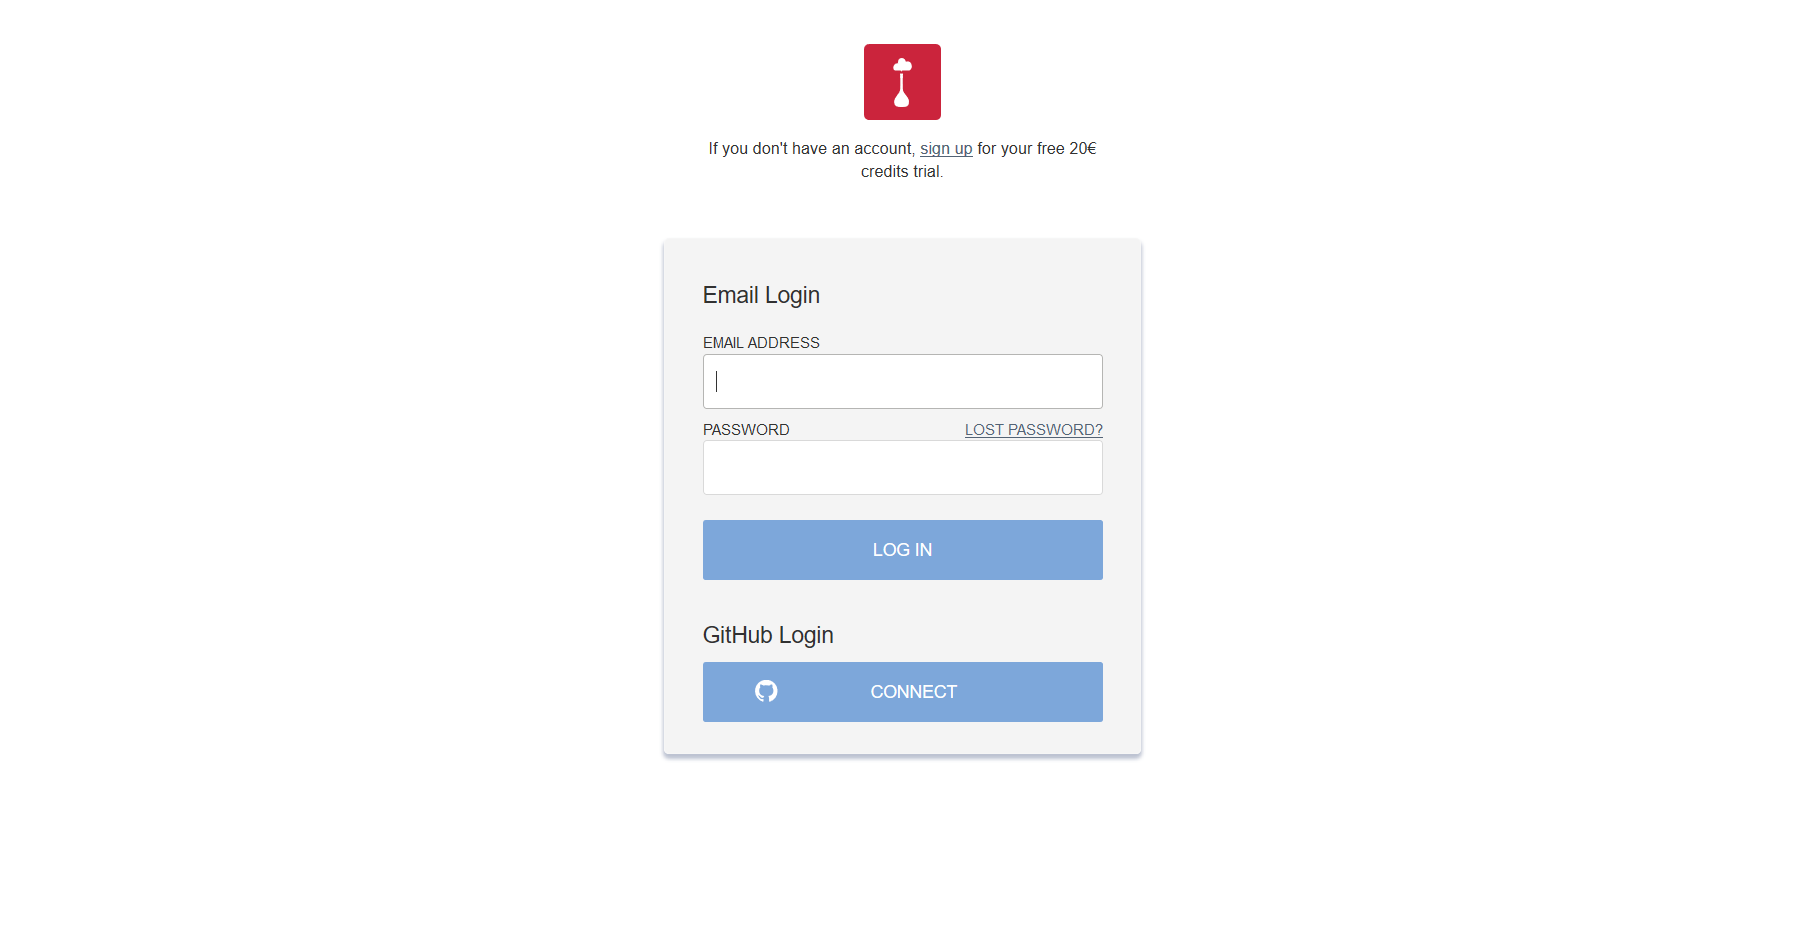 If you don't have an account, sign up for your free 20€
credits trial.
Email Login
EMAIL ADDRESS
PASSWORD LOST PASSWORD?
LOG IN
GitHub Login
CONNECT